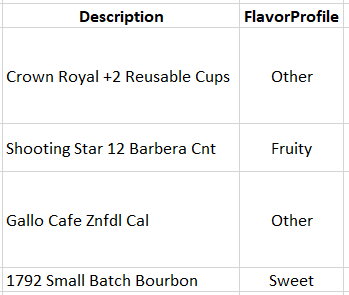 Description FlavorProfile
Crown Royal +2 Reusable Cups Other
Shooting Star 12 Barbera Cnt Fruity
Gallo Cafe Znfdl Cal Other
1792 Small Batch Bourbon Sweet